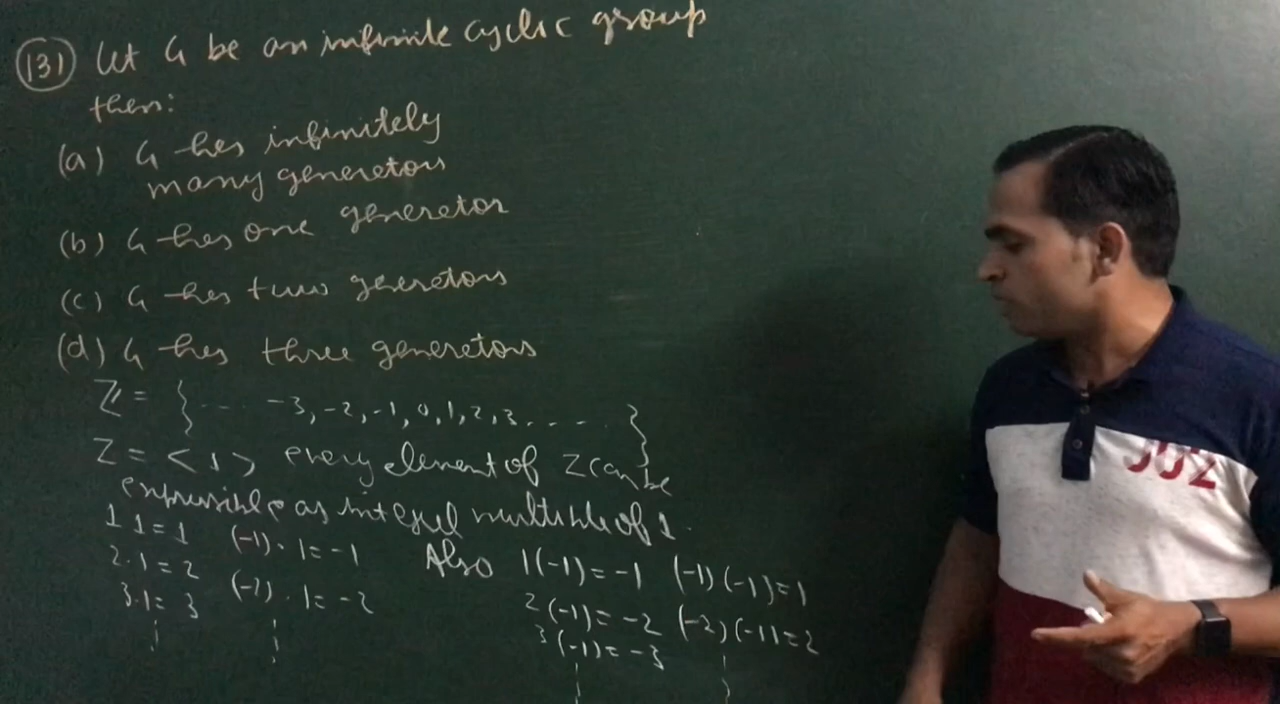 (131) Let G be an infinite cyclic group
then:
(a) G has infinitely
many generators
(b) G has one generator
(c) G has two generators
(d) G has three generators
Z = { .... -3, -2, -1, 0, 1, 2, 3, .... }
Z = < 1 > every element of Z can be
expressible as integral multiple of 1.
1 1 = 1 (-1) · 1 = -1 Also 1(-1) = -1 (-1)(-1) = 1
2·1 = 2 (-2) · 1 = -2 2(-1) = -2 (-2)(-1) = 2
3·1 = 3 3(-1) = -3